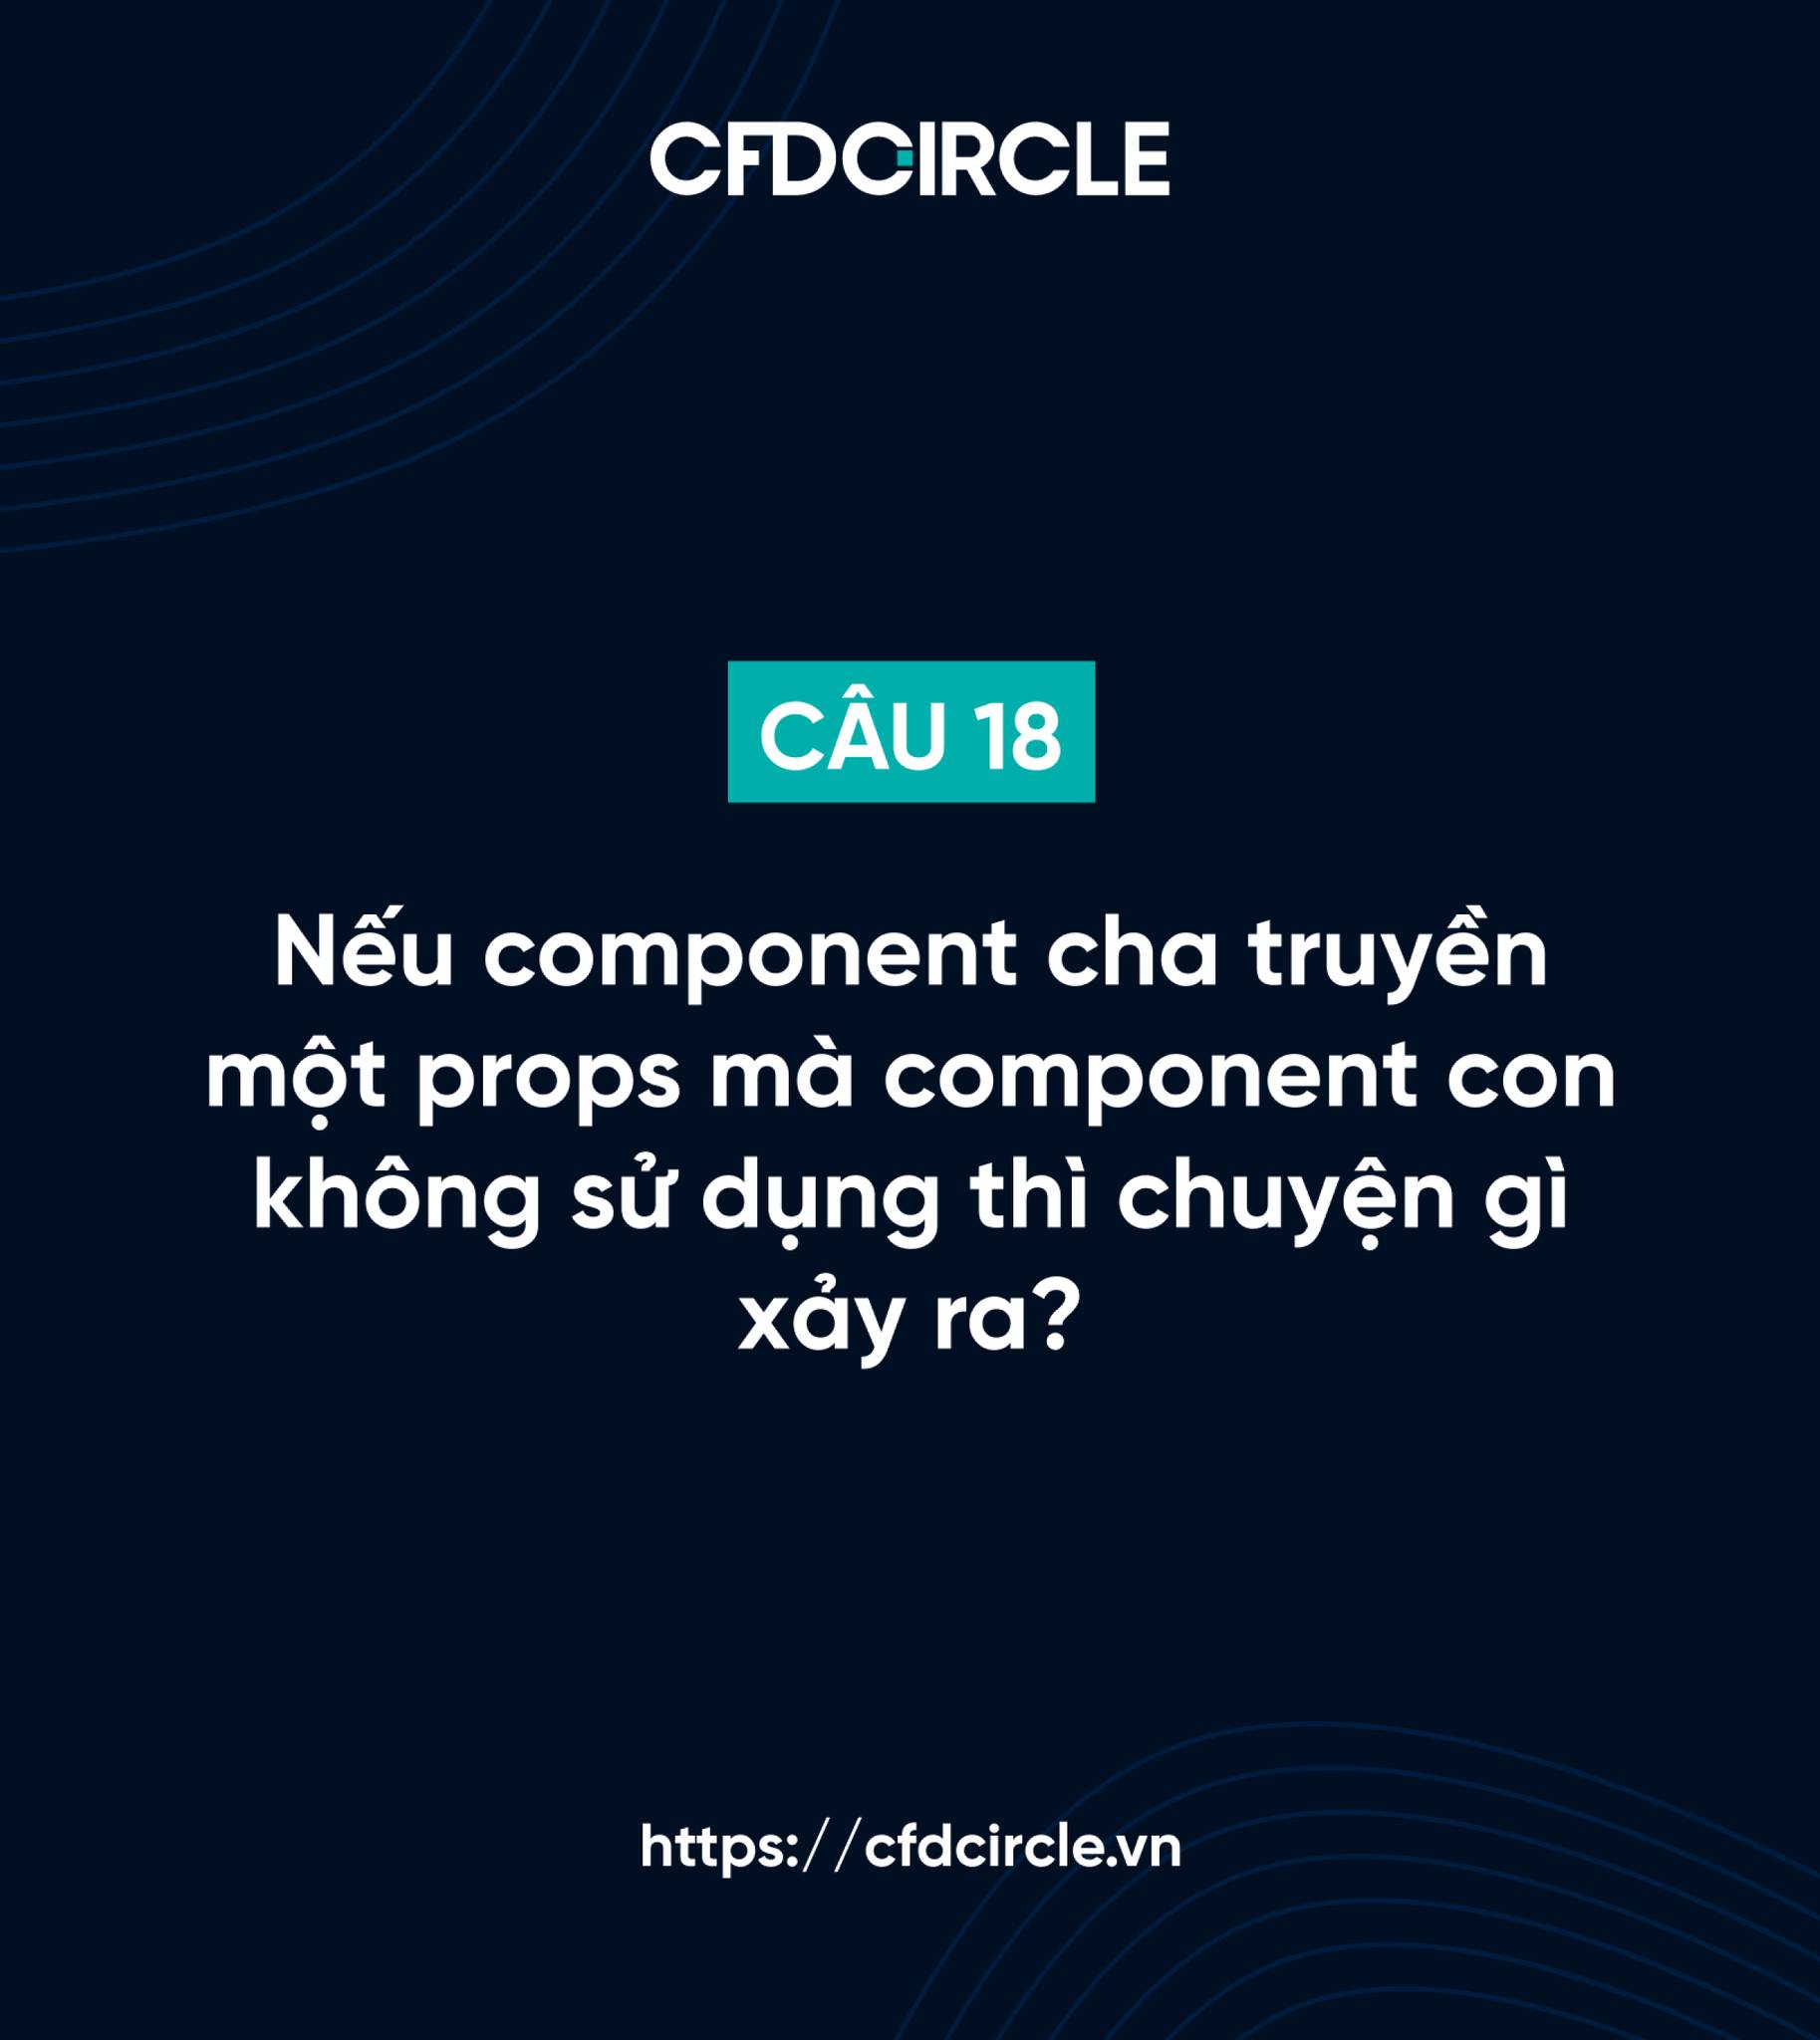 CFDCIRCLE
CÂU 18
Nếu component cha truyền
một props mà component con
không sử dụng thì chuyện gì
xảy ra?
https://cfdcircle.vn